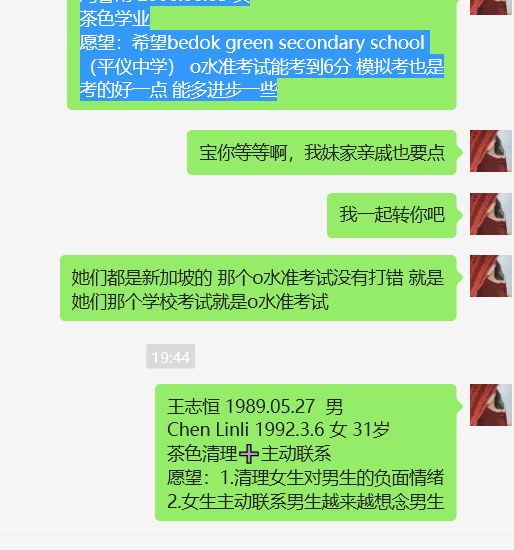 茶色学业
愿望：希望bedok green secondary school
（平仪中学） o水准考试能考到6分 模拟考也是
考的好一点 能多进步一些
宝你等等啊，我妹家亲戚也要点
我一起转你吧
她们都是新加坡的 那个o水准考试没有打错 就是
她们那个学校考试就是o水准考试
19:44
王志恒 1989.05.27  男
Chen Linli 1992.3.6 女 31岁
茶色清理➕主动联系
愿望：1.清理女生对男生的负面情绪
2.女生主动联系男生越来越想念男生